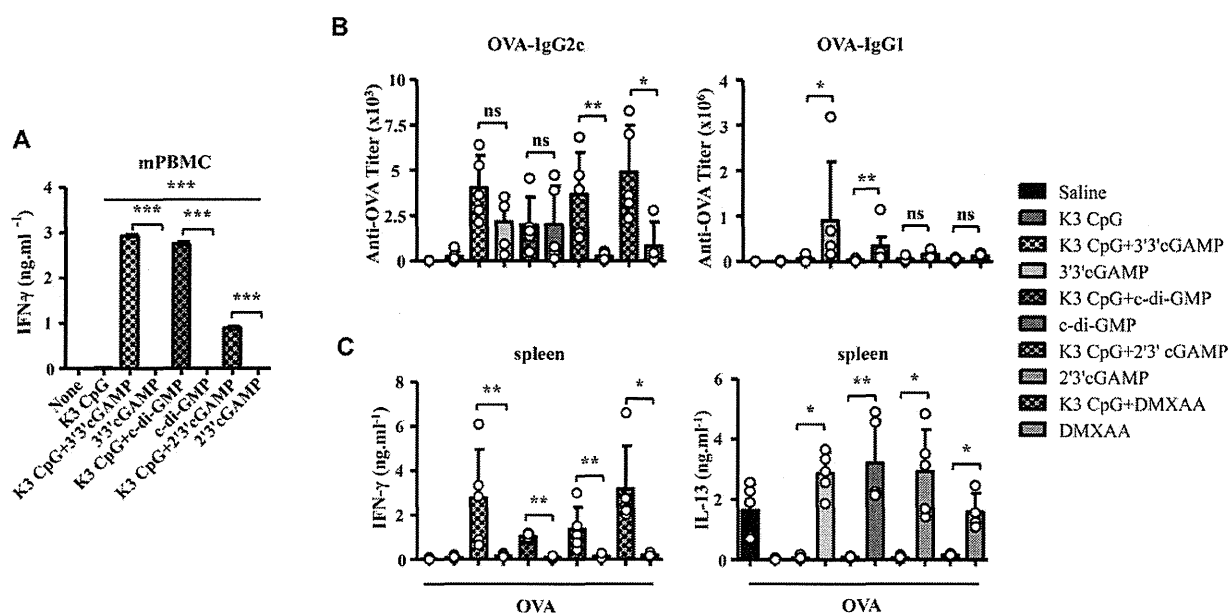 A
mPBMC
***
***
***
***
IFN-γ (ng.ml⁻¹)
4
3
2
1
0
None
K3 CpG
K3 CpG+3'3'cGAMP
3'3'cGAMP
K3 CpG+c-di-GMP
c-di-GMP
K3 CpG+2'3'cGAMP
2'3'cGAMP
B
OVA-IgG2c
Anti-OVA Titer (x10³)
10
7.5
5
2.5
0
ns
ns
**
*
OVA-IgG1
Anti-OVA Titer (x10⁶)
4
3
2
1
0
*
**
ns
ns
C
spleen
IFN-γ (ng.ml⁻¹)
8
6
4
2
0
**
**
**
*
OVA
spleen
IL-13 (ng.ml⁻¹)
6
4
2
0
*
**
*
*
OVA
Saline
K3 CpG
K3 CpG+3'3'cGAMP
3'3'cGAMP
K3 CpG+c-di-GMP
c-di-GMP
K3 CpG+2'3' cGAMP
2'3'cGAMP
K3 CpG+DMXAA
DMXAA